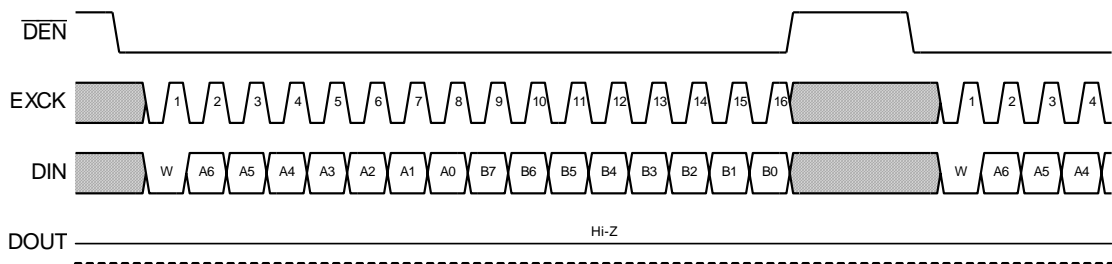 DEN
EXCK 1 2 3 4 5 6 7 8 9 10 11 12 13 14 15 16 1 2 3 4
DIN W A6 A5 A4 A3 A2 A1 A0 B7 B6 B5 B4 B3 B2 B1 B0 W A6 A5 A4
Hi-Z
DOUT